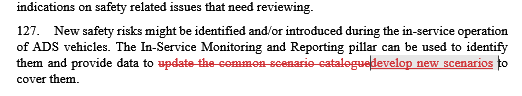 indications on safety related issues that need reviewing.
127. New safety risks might be identified and/or introduced during the in-service operation
of ADS vehicles. The In-Service Monitoring and Reporting pillar can be used to identify
them and provide data to update the common scenario cataloguedevelop new scenarios to
cover them.